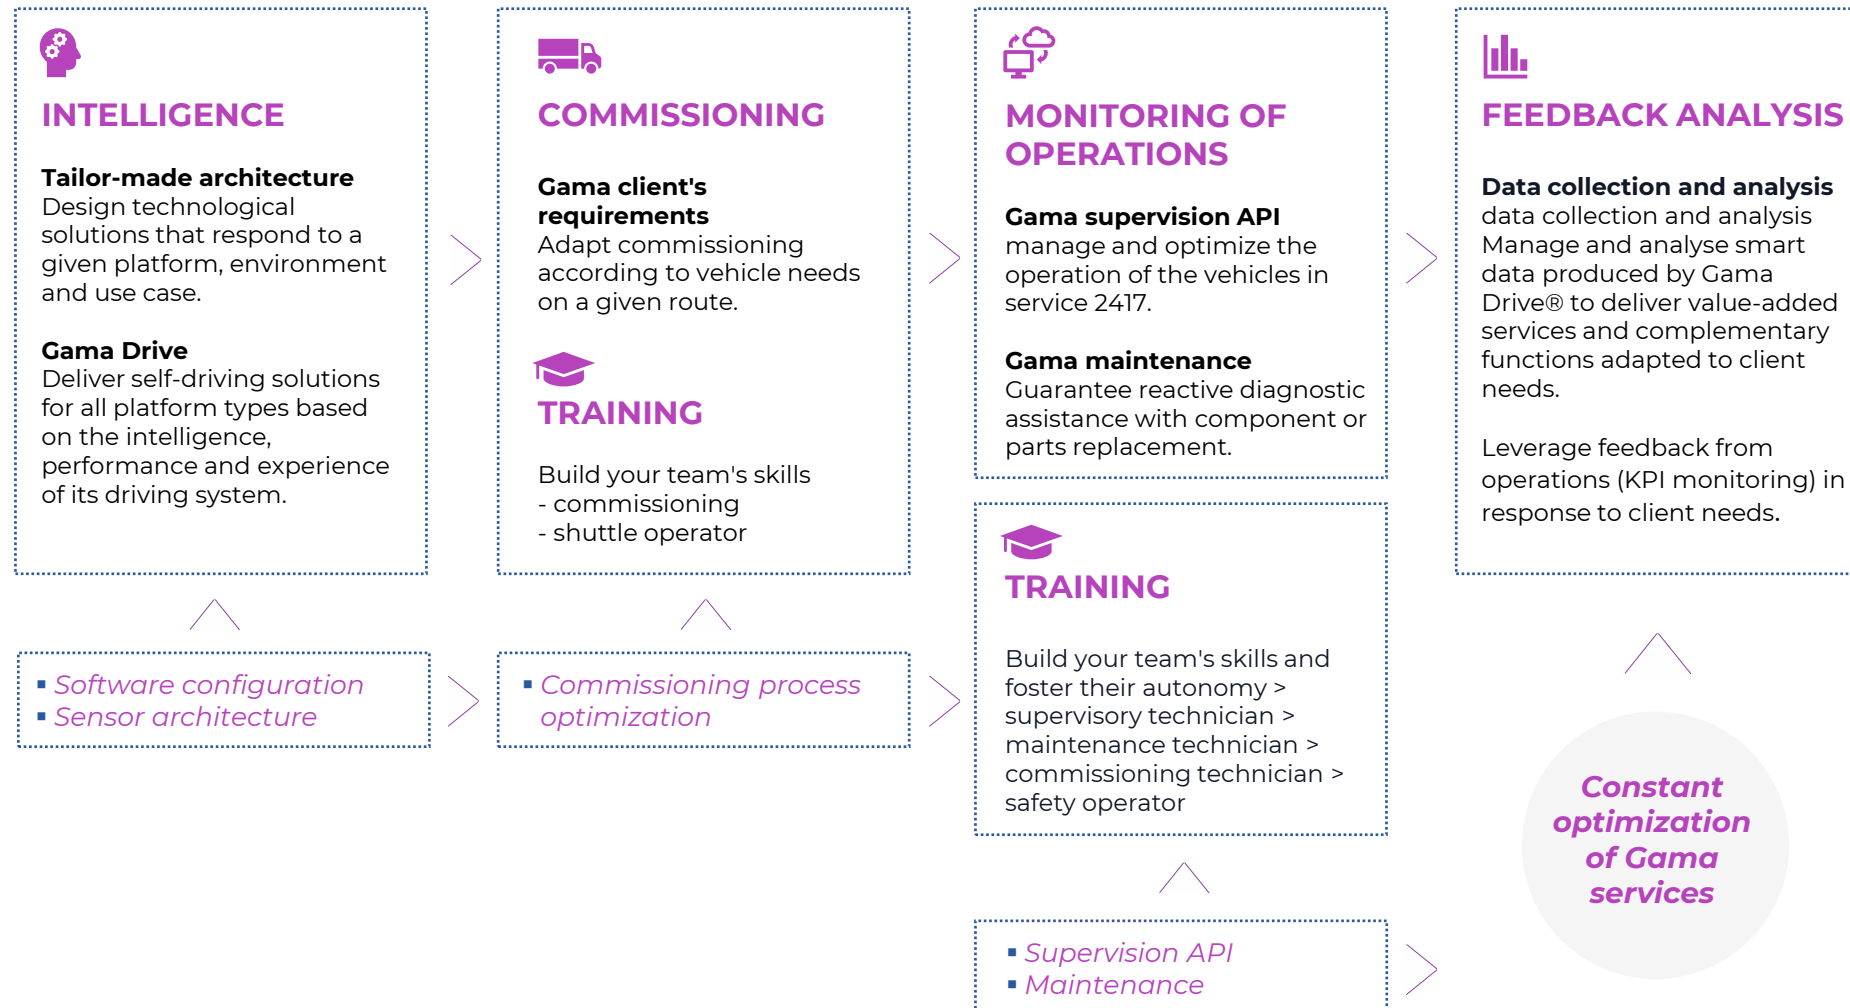 INTELLIGENCE
Tailor-made architecture
Design technological
solutions that respond to a
given platform, environment
and use case.
Gama Drive
Deliver self-driving solutions
for all platform types based
on the intelligence,
performance and experience
of its driving system.
▪ Software configuration
▪ Sensor architecture
COMMISSIONING
Gama client's
requirements
Adapt commissioning
according to vehicle needs
on a given route.
TRAINING
Build your team's skills
- commissioning
- shuttle operator
▪ Commissioning process
optimization
MONITORING OF
OPERATIONS
Gama supervision API
manage and optimize the
operation of the vehicles in
service 2417.
Gama maintenance
Guarantee reactive diagnostic
assistance with component or
parts replacement.
TRAINING
Build your team's skills and
foster their autonomy >
supervisory technician >
maintenance technician >
commissioning technician >
safety operator
▪ Supervision API
▪ Maintenance
FEEDBACK ANALYSIS
Data collection and analysis
data collection and analysis
Manage and analyse smart
data produced by Gama
Drive® to deliver value-added
services and complementary
functions adapted to client
needs.
Leverage feedback from
operations (KPI monitoring) in
response to client needs.
Constant
optimization
of Gama
services